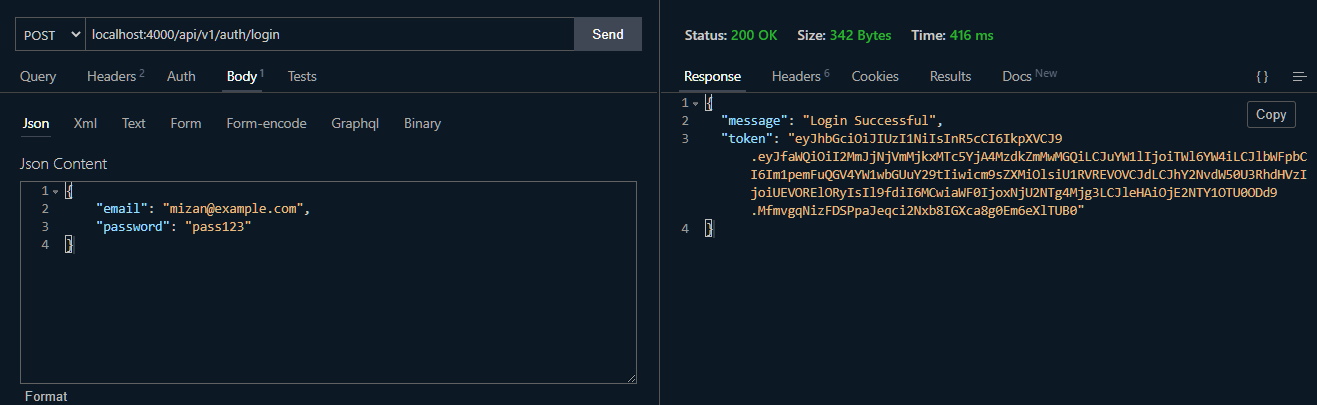 POST localhost:4000/api/v1/auth/login Send
Query Headers 2 Auth Body 1 Tests
Json Xml Text Form Form-encode Graphql Binary
Json Content
1 {
2 "email": "mizan@example.com",
3 "password": "pass123"
4 }
Format
Status: 200 OK Size: 342 Bytes Time: 416 ms
Response Headers 6 Cookies Results Docs New {}
1 {
Copy
2 "message": "Login Successful",
3 "token": "eyJhbGciOiJIUzI1NiIsInR5cCI6IkpXVCJ9
.eyJfaWQiOiI2MmJjNjVmMjkxMTc5YjA4MzdkZmMwMGQiLCJuYW1lIjoiTWl6YW4iLCJlbWFpbC
I6Im1pemFuQGV4YW1wbGUuY29tIiwicm9sZXMiOlsiU1RVREVOVCJdLCJhY2NvdW50U3RhdHVzI
joiUEVORElORyIsIl9fdiI6MCwiaWF0IjoxNjU2NTg4Mjg3LCJleHAiOjE2NTY1OTU0ODd9
.MfmvgqNizFDSPpaJeqci2Nxb8IGXca8g0Em6eXlTUB0"
4 }